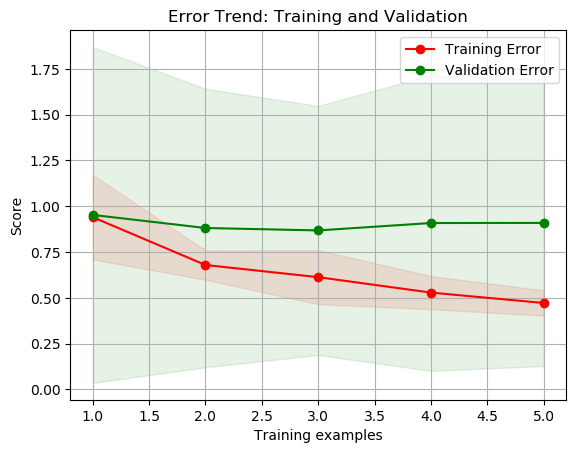 Error Trend: Training and Validation
Training Error
Validation Error
Score
1.75
1.50
1.25
1.00
0.75
0.50
0.25
0.00
1.0 1.5 2.0 2.5 3.0 3.5 4.0 4.5 5.0
Training examples